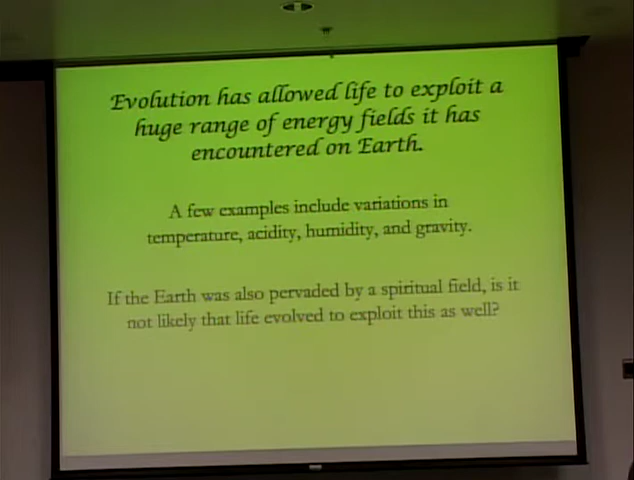 Evolution has allowed life to exploit a
huge range of energy fields it has
encountered on Earth.
A few examples include variations in
temperature, acidity, humidity, and gravity.
If the Earth was also pervaded by a spiritual field, is it
not likely that life evolved to exploit this as well?